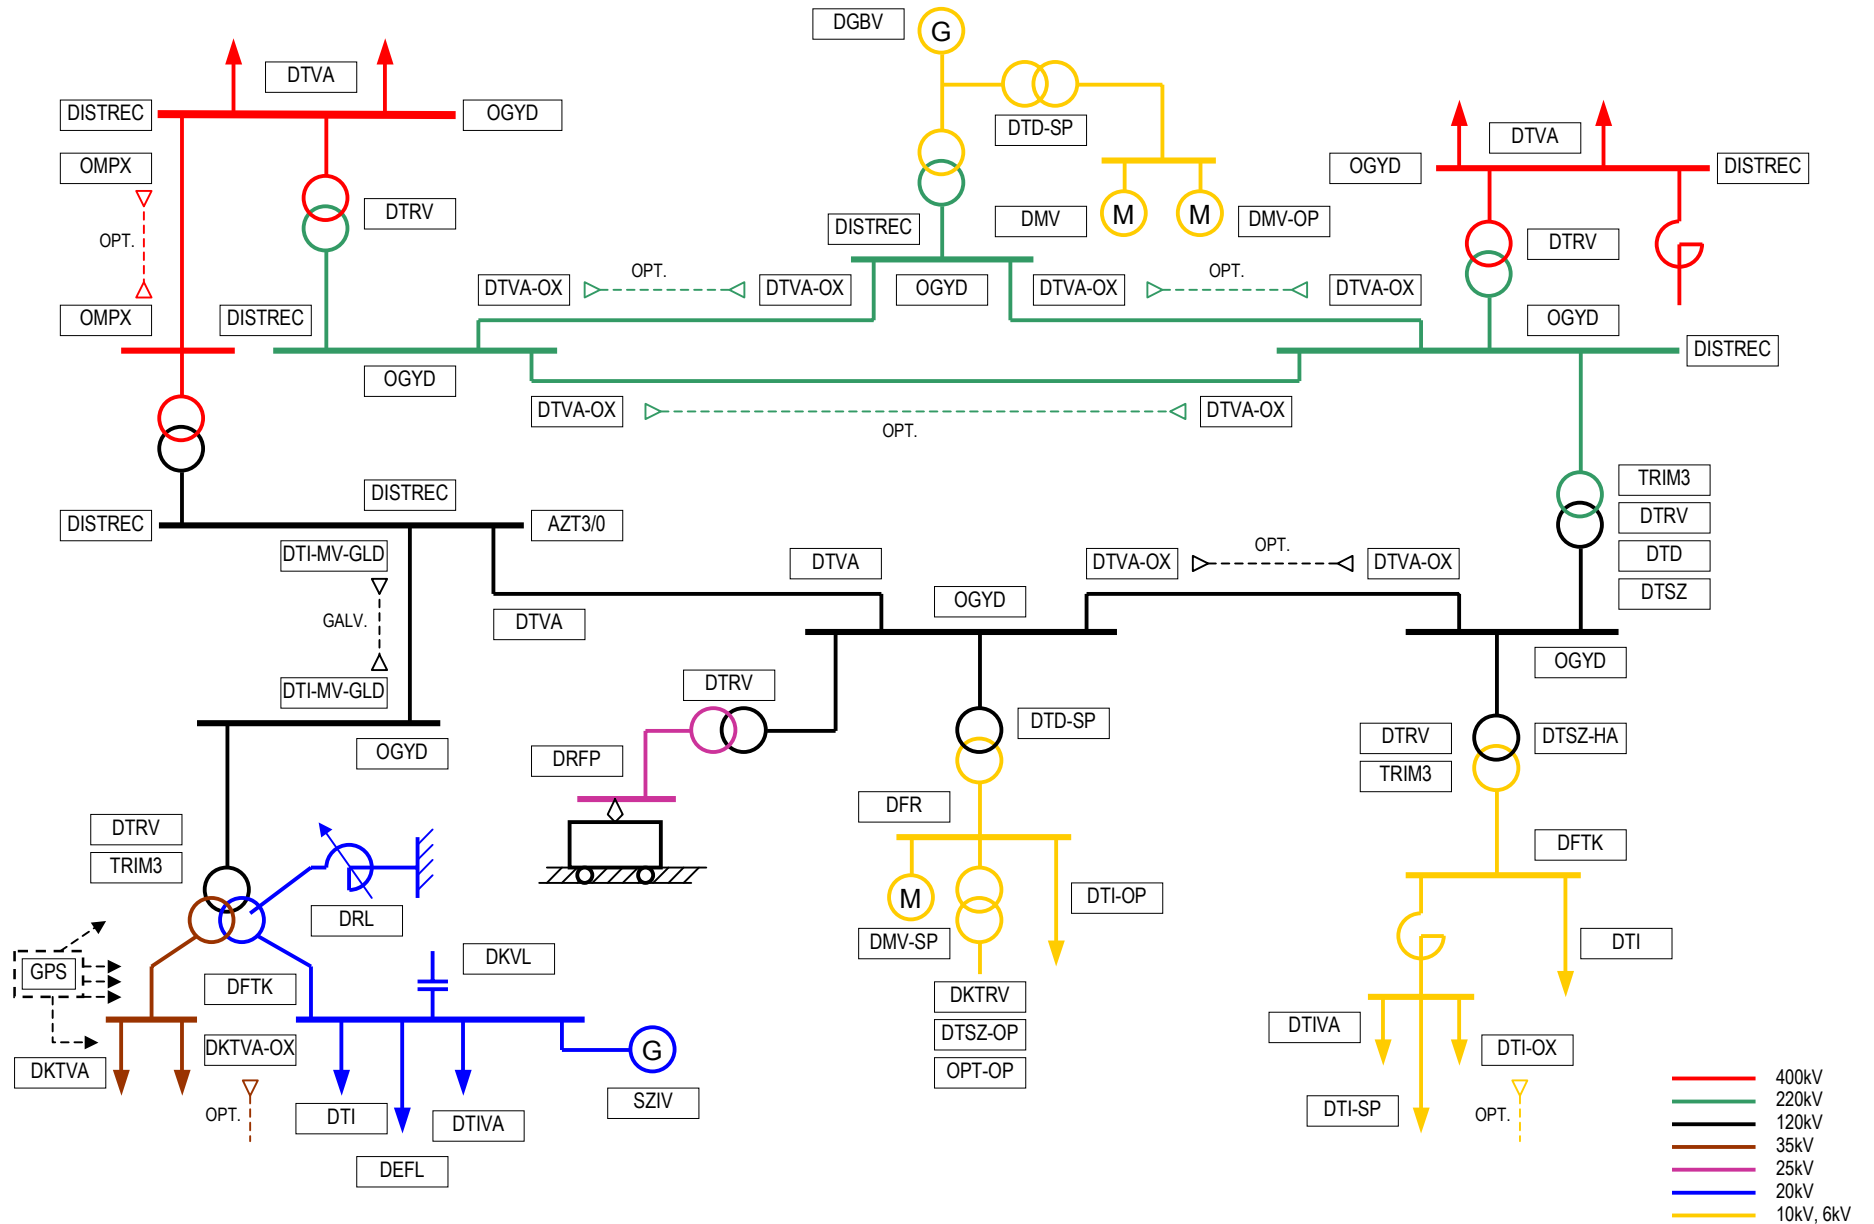 DGBV
G
DTVA
DISTREC
OGYD
DTD-SP
DTVA
OMPX
OGYD
DISTREC
DTRV
OPT.
DMV
M
M
DMV-OP
DISTREC
DTRV
OPT.
OPT.
DTVA-OX
DTVA-OX
OGYD
DTVA-OX
DTVA-OX
OMPX
DISTREC
OGYD
DISTREC
OGYD
DTVA-OX
DTVA-OX
OPT.
TRIM3
DISTREC
DISTREC
AZT3/0
DTRV
DTI-MV-GLD
DTVA
DTVA-OX
OPT.
DTVA-OX
DTD
DTSZ
OGYD
GALV.
DTVA
OGYD
DTI-MV-GLD
DTRV
DTD-SP
DTRV
DTSZ-HA
OGYD
DRFP
TRIM3
DFR
DTRV
DFTK
TRIM3
M
DTI-OP
DRL
DMV-SP
DTI
GPS
DKVL
DFTK
DKTRV
DTSZ-OP
DTIVA
DKTVA-OX
G
DTI-OX
DKTVA
OPT-OP
SZIV
OPT.
DTI
DTIVA
DTI-SP
OPT.
DEFL
400kV
220kV
120kV
35kV
25kV
20kV
10kV, 6kV